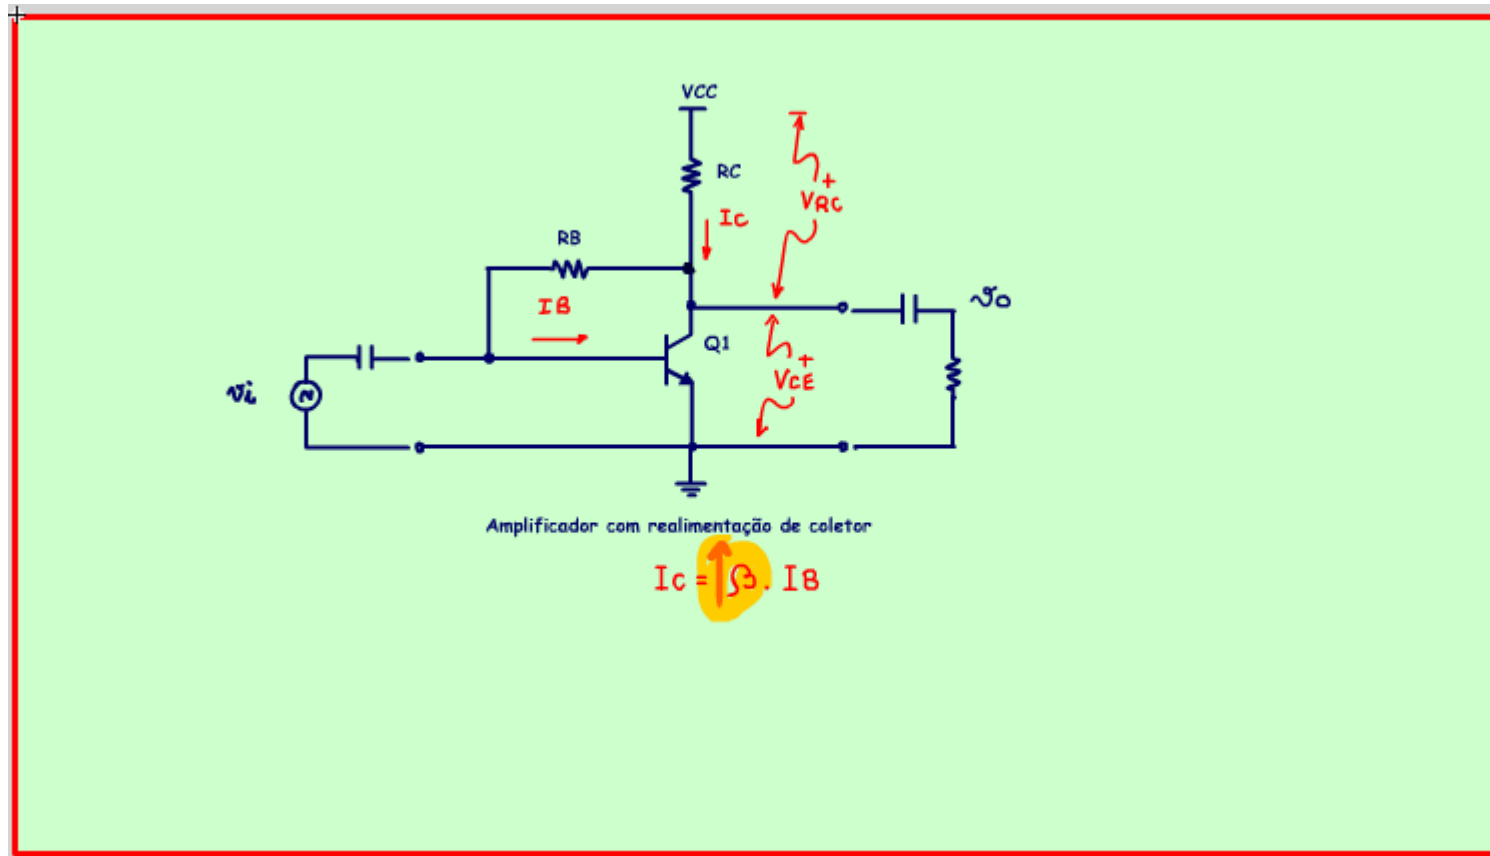 VCC
RC
VRC
+
IC
RB
IB
vo
Q1
VCE
+
vi
Amplificador com realimentação de coletor
IC = ↑β . IB